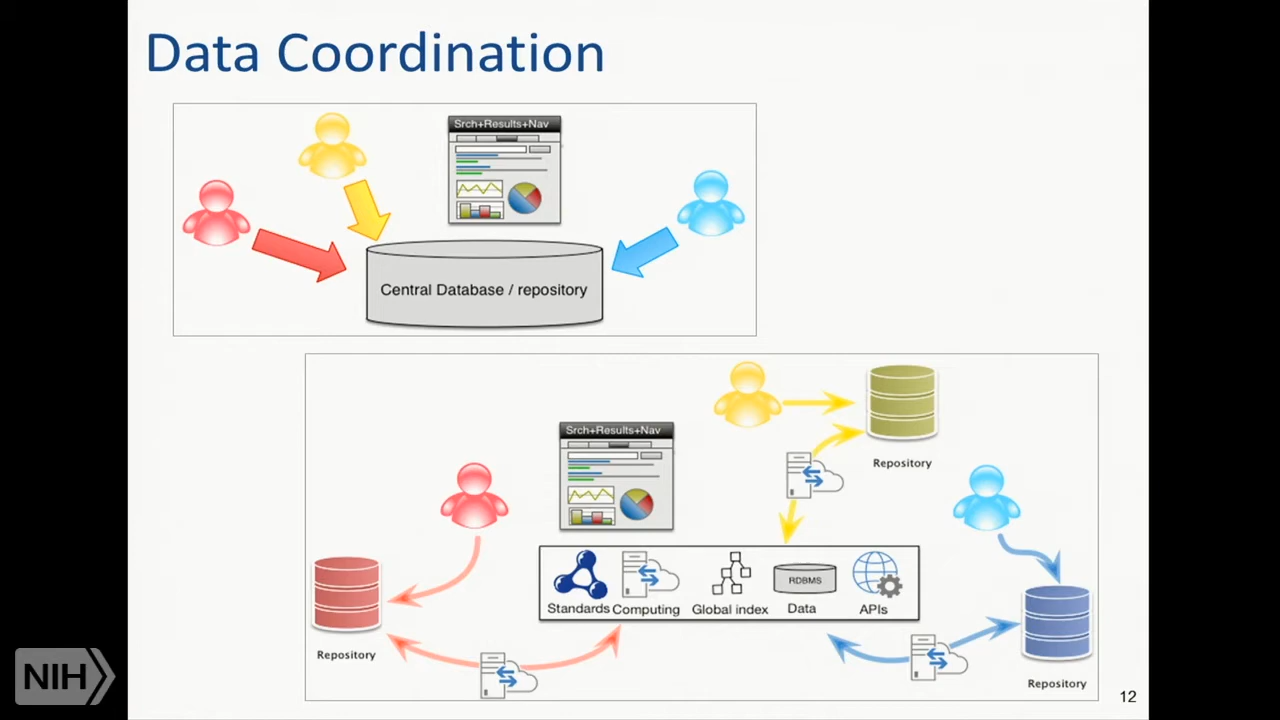 Data Coordination
Srch+Results+Nav
Central Database / repository
Srch+Results+Nav
Repository
RDBMS
Standards Computing Global index Data APIs
Repository
Repository
NIH
12